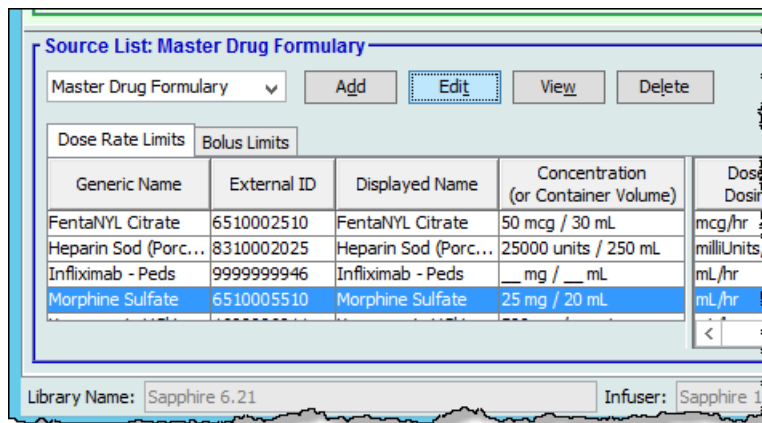 Source List: Master Drug Formulary
Master Drug Formulary Add Edit View Delete
Dose Rate Limits Bolus Limits
Generic Name External ID Displayed Name Concentration (or Container Volume)
FentaNYL Citrate 6510002510 FentaNYL Citrate 50 mcg / 30 mL mcg/hr
Heparin Sod (Porc... 8310002025 Heparin Sod (Porc... 25000 units / 250 mL milliUnits/
Infliximab - Peds 9999999946 Infliximab - Peds __ mg / __ mL mL/hr
Morphine Sulfate 6510005510 Morphine Sulfate 25 mg / 20 mL mL/hr
Library Name: Sapphire 6.21 Infuser: Sapphire 1